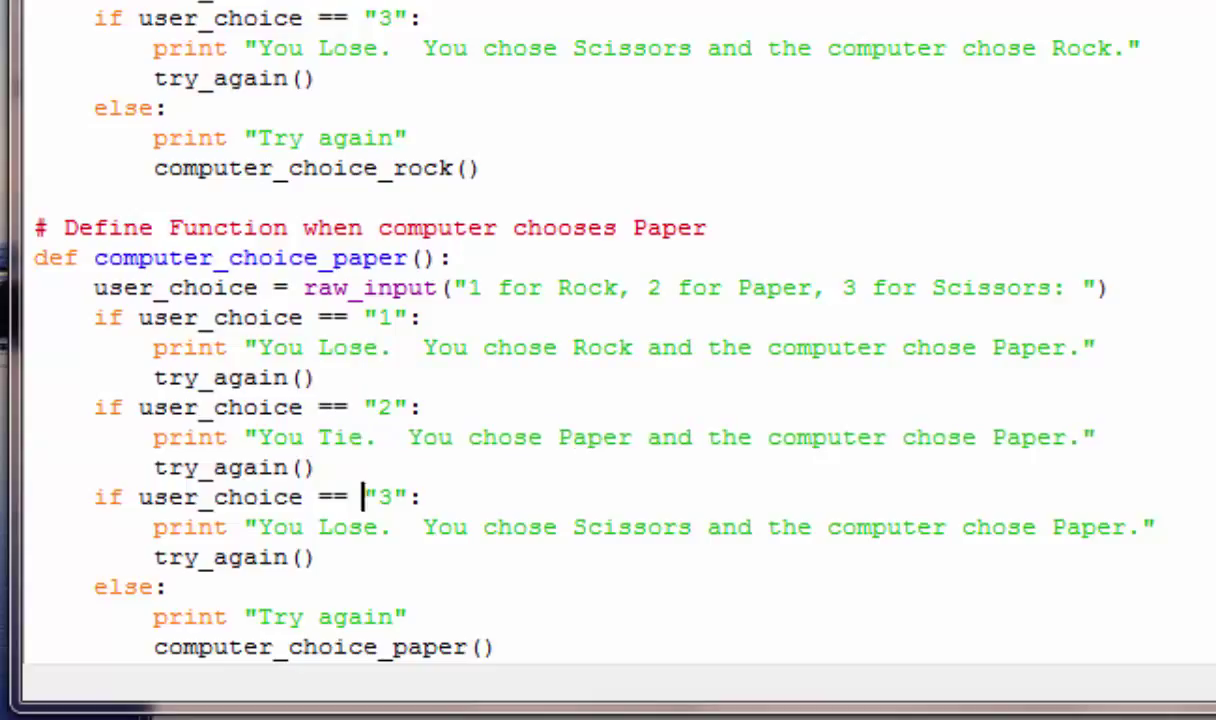 if user_choice == "3":
print "You Lose.  You chose Scissors and the computer chose Rock."
try_again()
else:
print "Try again"
computer_choice_rock()
# Define Function when computer chooses Paper
def computer_choice_paper():
user_choice = raw_input("1 for Rock, 2 for Paper, 3 for Scissors: ")
if user_choice == "1":
print "You Lose.  You chose Rock and the computer chose Paper."
try_again()
if user_choice == "2":
print "You Tie.  You chose Paper and the computer chose Paper."
try_again()
if user_choice == "3":
print "You Lose.  You chose Scissors and the computer chose Paper."
try_again()
else:
print "Try again"
computer_choice_paper()